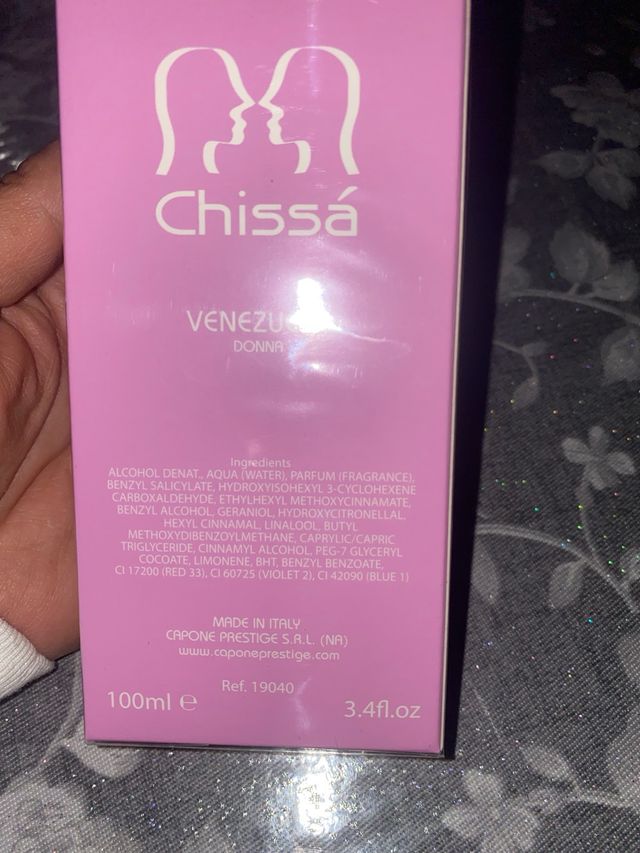 Chissá
DONNA
Ingredients
ALCOHOL DENAT., AQUA (WATER), PARFUM (FRAGRANCE),
BENZYL SALICYLATE, HYDROXYISOHEXYL 3-CYCLOHEXENE
CARBOXALDEHYDE, ETHYLHEXYL METHOXYCINNAMATE,
BENZYL ALCOHOL, GERANIOL, HYDROXYCITRONELLAL,
HEXYL CINNAMAL, LINALOOL, BUTYL
METHOXYDIBENZOYLMETHANE, CAPRYLIC/CAPRIC
TRIGLYCERIDE, CINNAMYL ALCOHOL, PEG-7 GLYCERYL
COCOATE, LIMONENE, BHT, BENZYL BENZOATE,
CI 17200 (RED 33), CI 60725 (VIOLET 2), CI 42090 (BLUE 1)
MADE IN ITALY
CAPONE PRESTIGE S.R.L. (NA)
www.caponeprestige.com
Ref. 19040
100ml ℮ 3.4fl.oz